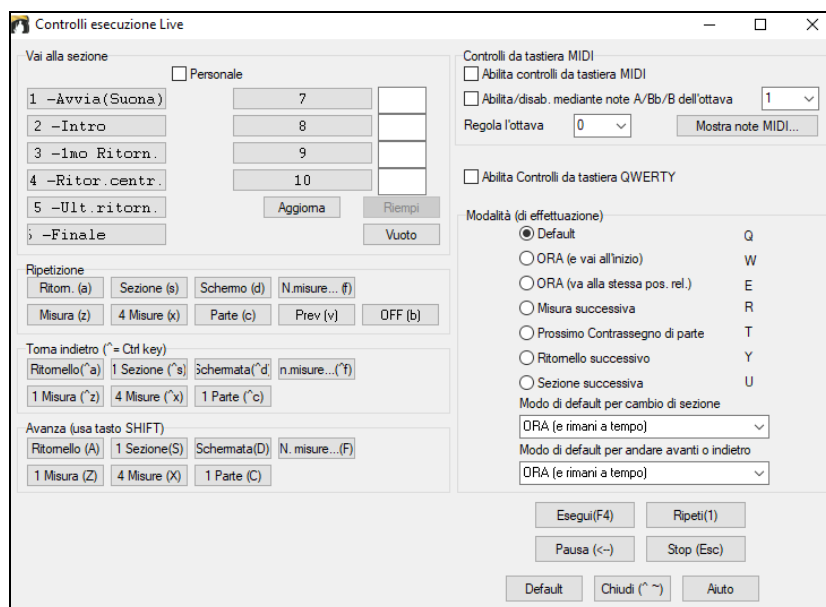 Controlli esecuzione Live
Vai alla sezione
Personale
1 -Avvia(Suona) 7
2 -Intro 8
3 -1mo Ritorn. 9
4 -Ritor.centr. 10
5 -Ult.ritorn. Aggiorna Riempi
-Finale Vuoto
Ripetizione
Ritorn. (a) Sezione (s) Schermo (d) N.misure... (f)
Misura (z) 4 Misure (x) Parte (c) Prev (v) OFF (b)
Torna indietro (^= Ctrl key)
Ritornello(^a) 1 Sezione (^s) Schermata(^d n.misure...(^f)
1 Misura (^z) 4 Misure (^x) 1 Parte (^c)
Avanza (usa tasto SHIFT)
Ritornello (A) 1 Sezione(S) Schermata(D) N. misure...(F)
1 Misura (Z) 4 Misure (X) 1 Parte (C)
Controlli da tastiera MIDI
Abilita controlli da tastiera MIDI
Abilita/disab. mediante note A/Bb/B dell'ottava 1
Regola l'ottava 0 Mostra note MIDI...
Abilita Controlli da tastiera QWERTY
Modalità (di effettuazione)
Default Q
ORA (e vai all'inizio) W
ORA (va alla stessa pos. rel.) E
Misura successiva R
Prossimo Contrassegno di parte T
Ritornello successivo Y
Sezione successiva U
Modo di default per cambio di sezione
ORA (e rimani a tempo)
Modo di default per andare avanti o indietro
ORA (e rimani a tempo)
Esegui(F4) Ripeti(1)
Pausa (<--) Stop (Esc)
Default Chiudi (^ ~) Aiuto